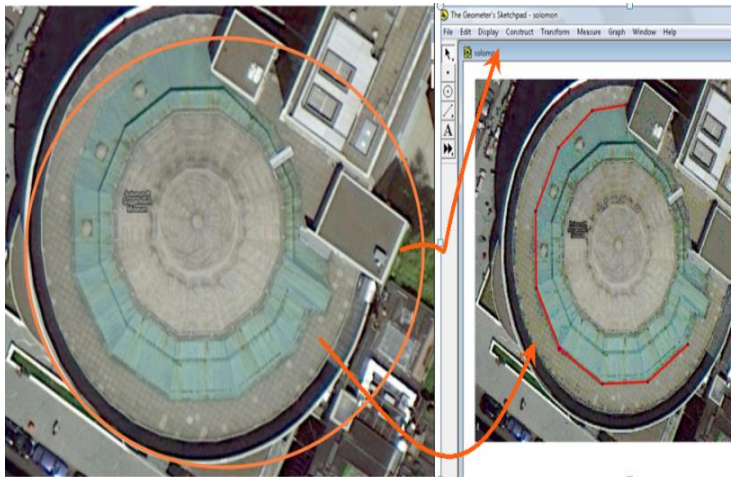 The Geometer's Sketchpad - solomon
File Edit Display Construct Transform Measure Graph Window Help
solomon
A